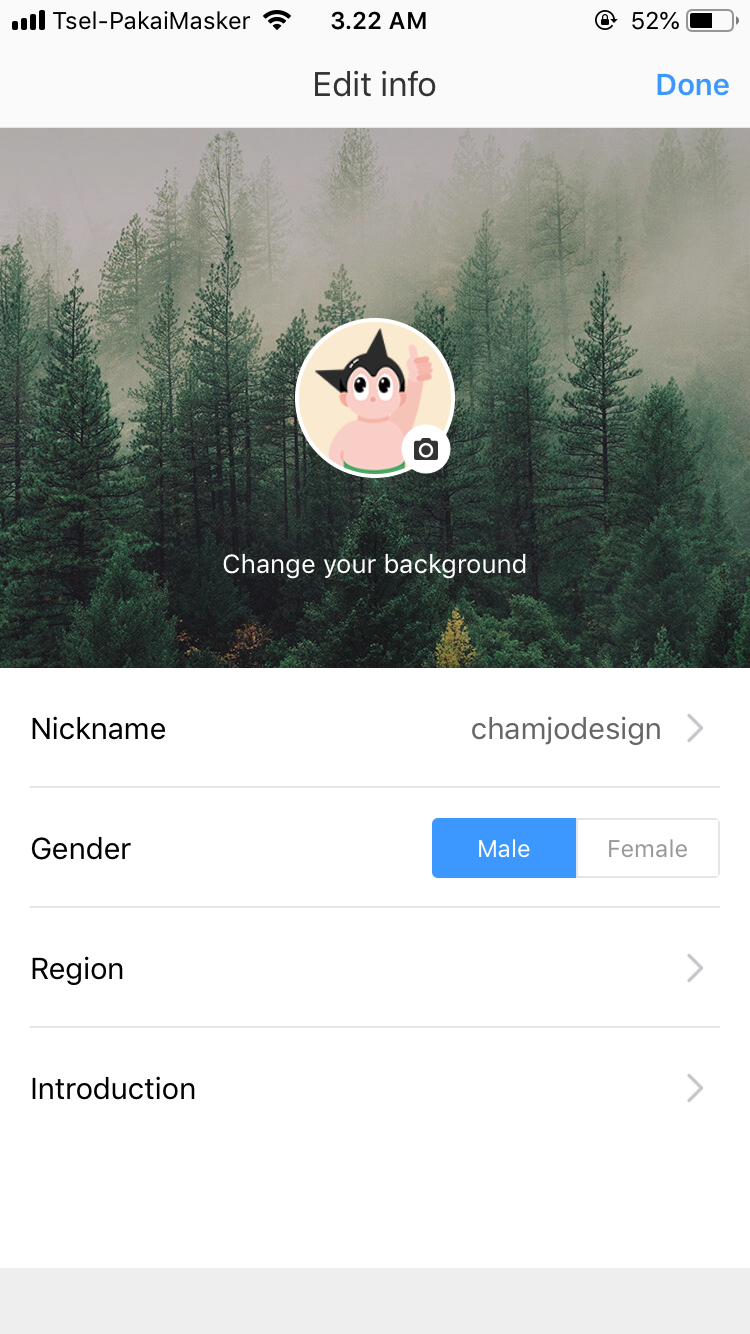 Tsel-PakaiMasker 3.22 AM 52%
Edit info Done
Change your background
Nickname chamjodesign
Gender Male Female
Region
Introduction